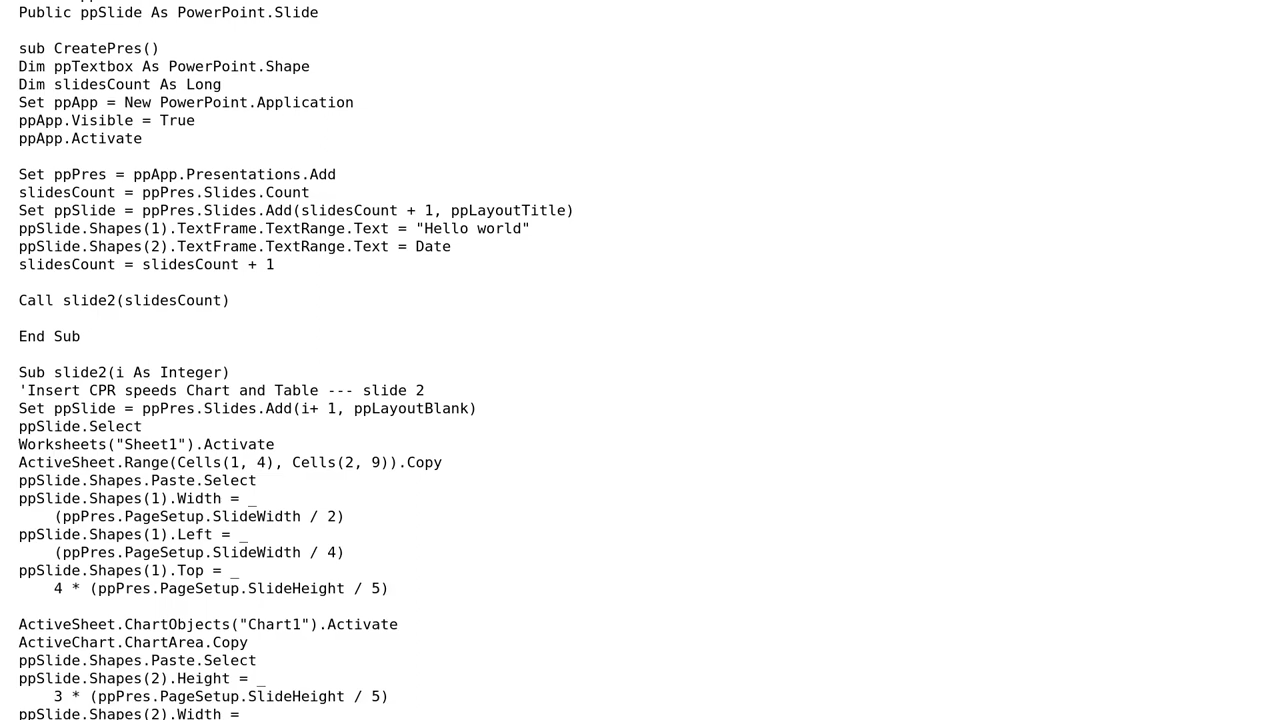 Public ppSlide As PowerPoint.Slide
sub CreatePres()
Dim ppTextbox As PowerPoint.Shape
Dim slidesCount As Long
Set ppApp = New PowerPoint.Application
ppApp.Visible = True
ppApp.Activate
Set ppPres = ppApp.Presentations.Add
slidesCount = ppPres.Slides.Count
Set ppSlide = ppPres.Slides.Add(slidesCount + 1, ppLayoutTitle)
ppSlide.Shapes(1).TextFrame.TextRange.Text = "Hello world"
ppSlide.Shapes(2).TextFrame.TextRange.Text = Date
slidesCount = slidesCount + 1
Call slide2(slidesCount)
End Sub
Sub slide2(i As Integer)
'Insert CPR speeds Chart and Table --- slide 2
Set ppSlide = ppPres.Slides.Add(i+ 1, ppLayoutBlank)
ppSlide.Select
Worksheets("Sheet1").Activate
ActiveSheet.Range(Cells(1, 4), Cells(2, 9)).Copy
ppSlide.Shapes.Paste.Select
ppSlide.Shapes(1).Width = _
    (ppPres.PageSetup.SlideWidth / 2)
ppSlide.Shapes(1).Left = _
    (ppPres.PageSetup.SlideWidth / 4)
ppSlide.Shapes(1).Top = _
    4 * (ppPres.PageSetup.SlideHeight / 5)
ActiveSheet.ChartObjects("Chart1").Activate
ActiveChart.ChartArea.Copy
ppSlide.Shapes.Paste.Select
ppSlide.Shapes(2).Height = _
    3 * (ppPres.PageSetup.SlideHeight / 5)
ppSlide.Shapes(2).Width =